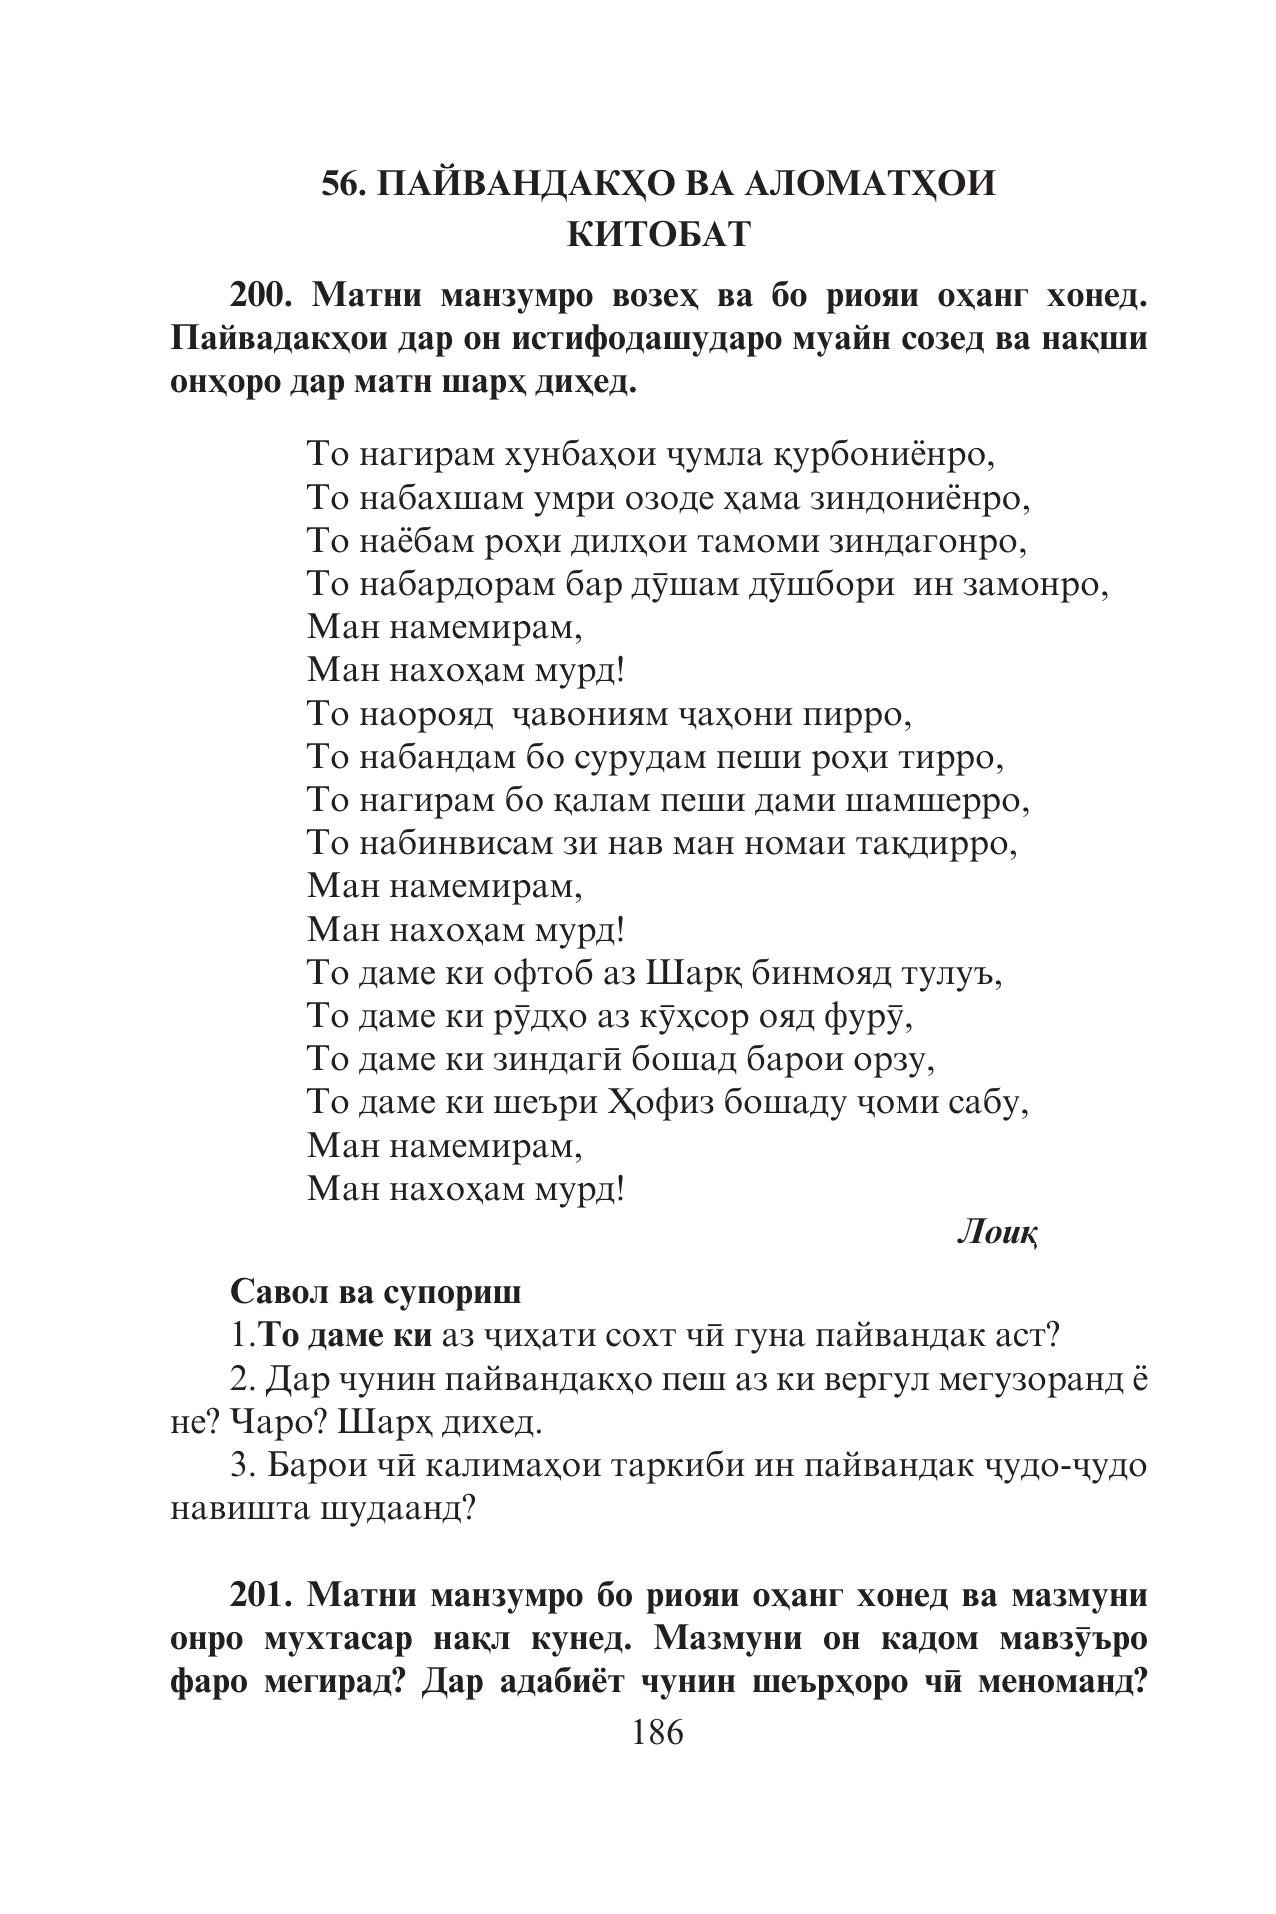 56. ПАЙВАНДАКҲО ВА АЛОМАТҲОИ
КИТОБАТ
200. Матни манзумро возеҳ ва бо риояи оҳанг хонед.
Пайвадакҳои дар он истифодашударо муайн созед ва нақши
онҳоро дар матн шарҳ диҳед.
То нагирам хунбаҳои ҷумла қурбониёнро,
То набахшам умри озоде ҳама зиндониёнро,
То наёбам роҳи дилҳои тамоми зиндагонро,
То набардорам бар дӯшам дӯшбори ин замонро,
Ман намемирам,
Ман нахоҳам мурд!
То наорояд ҷавониям ҷаҳони пирро,
То набандам бо сурудам пеши роҳи тирро,
То нагирам бо қалам пеши дами шамшерро,
То набинвисам зи нав ман номаи тақдирро,
Ман намемирам,
Ман нахоҳам мурд!
То даме ки офтоб аз Шарқ бинмояд тулуъ,
То даме ки рӯдҳо аз кӯҳсор ояд фурӯ,
То даме ки зиндагӣ бошад барои орзу,
То даме ки шеъри Ҳофиз бошаду ҷоми сабу,
Ман намемирам,
Ман нахоҳам мурд!
Лоиқ
Савол ва супориш
1.То даме ки аз ҷиҳати сохт чӣ гуна пайвандак аст?
2. Дар чунин пайвандакҳо пеш аз ки вергул мегузоранд ё
не? Чаро? Шарҳ дихед.
3. Барои чӣ калимаҳои таркиби ин пайвандак ҷудо-ҷудо
навишта шудаанд?
201. Матни манзумро бо риояи оҳанг хонед ва мазмуни
онро мухтасар нақл кунед. Мазмуни он кадом мавзӯъро
фаро мегирад? Дар адабиёт чунин шеърҳоро чӣ меноманд?
186